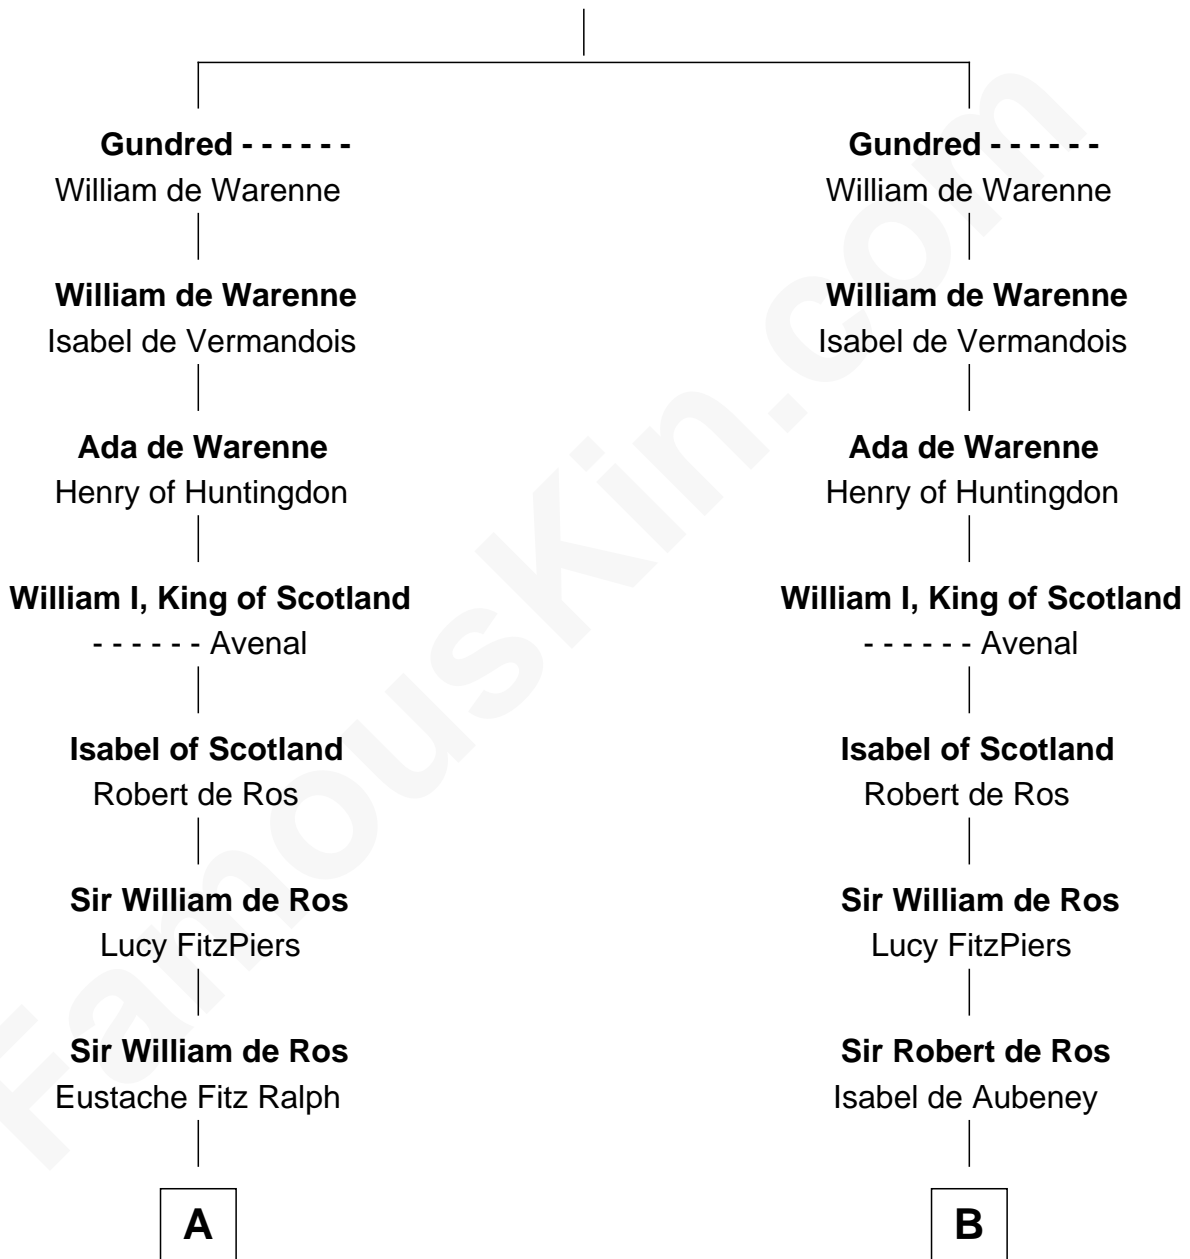 Gundred - - - - - -
William de Warenne
William de Warenne
Isabel de Vermandois
Ada de Warenne
Henry of Huntingdon
William I, King of Scotland
- - - - - - Avenal
Isabel of Scotland
Robert de Ros
Sir William de Ros
Lucy FitzPiers
Sir William de Ros
Eustache Fitz Ralph
A
Gundred - - - - - -
William de Warenne
William de Warenne
Isabel de Vermandois
Ada de Warenne
Henry of Huntingdon
William I, King of Scotland
- - - - - - Avenal
Isabel of Scotland
Robert de Ros
Sir William de Ros
Lucy FitzPiers
Sir Robert de Ros
Isabel de Aubeney
B
FamousKin.com